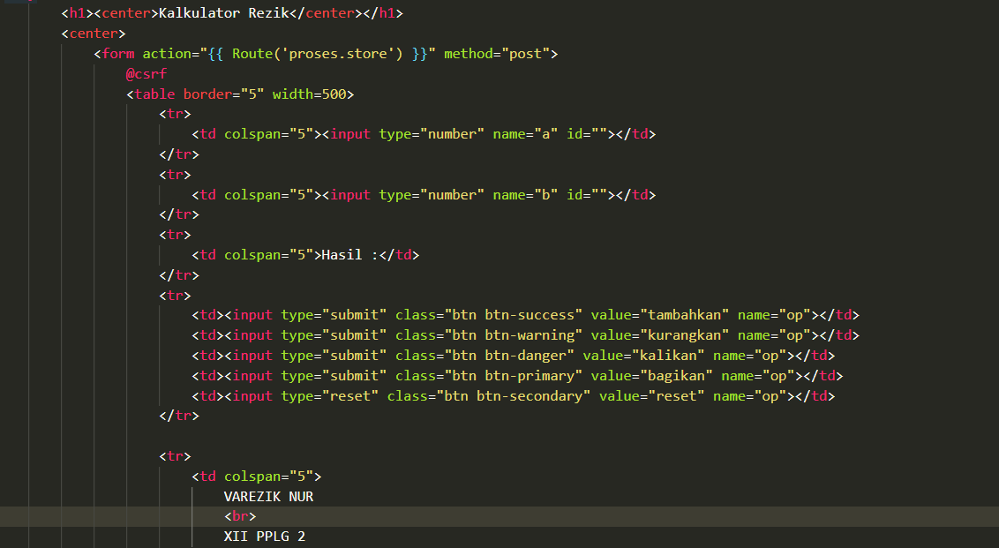 <h1><center>Kalkulator Rezik</center></h1>
<center>
<form action="{{ Route('proses.store') }}" method="post">
@csrf
<table border="5" width=500>
<tr>
<td colspan="5"><input type="number" name="a" id=""></td>
</tr>
<tr>
<td colspan="5"><input type="number" name="b" id=""></td>
</tr>
<tr>
<td colspan="5">Hasil :</td>
</tr>
<tr>
<td><input type="submit" class="btn btn-success" value="tambahkan" name="op"></td>
<td><input type="submit" class="btn btn-warning" value="kurangkan" name="op"></td>
<td><input type="submit" class="btn btn-danger" value="kalikan" name="op"></td>
<td><input type="submit" class="btn btn-primary" value="bagikan" name="op"></td>
<td><input type="reset" class="btn btn-secondary" value="reset" name="op"></td>
</tr>
<tr>
<td colspan="5">
VAREZIK NUR
<br>
XII PPLG 2